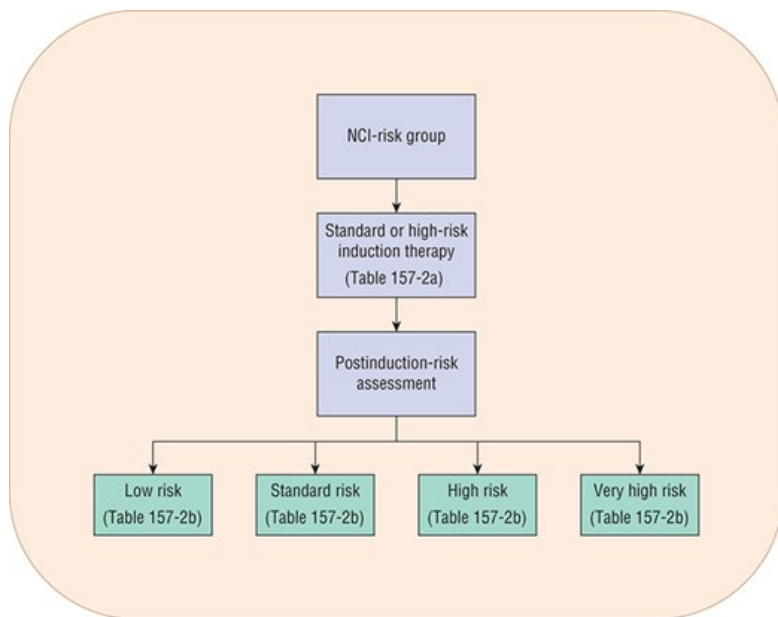 NCI-risk group
Standard or high-risk
induction therapy
(Table 157-2a)
Postinduction-risk
assessment
Low risk
(Table 157-2b)
Standard risk
(Table 157-2b)
High risk
(Table 157-2b)
Very high risk
(Table 157-2b)